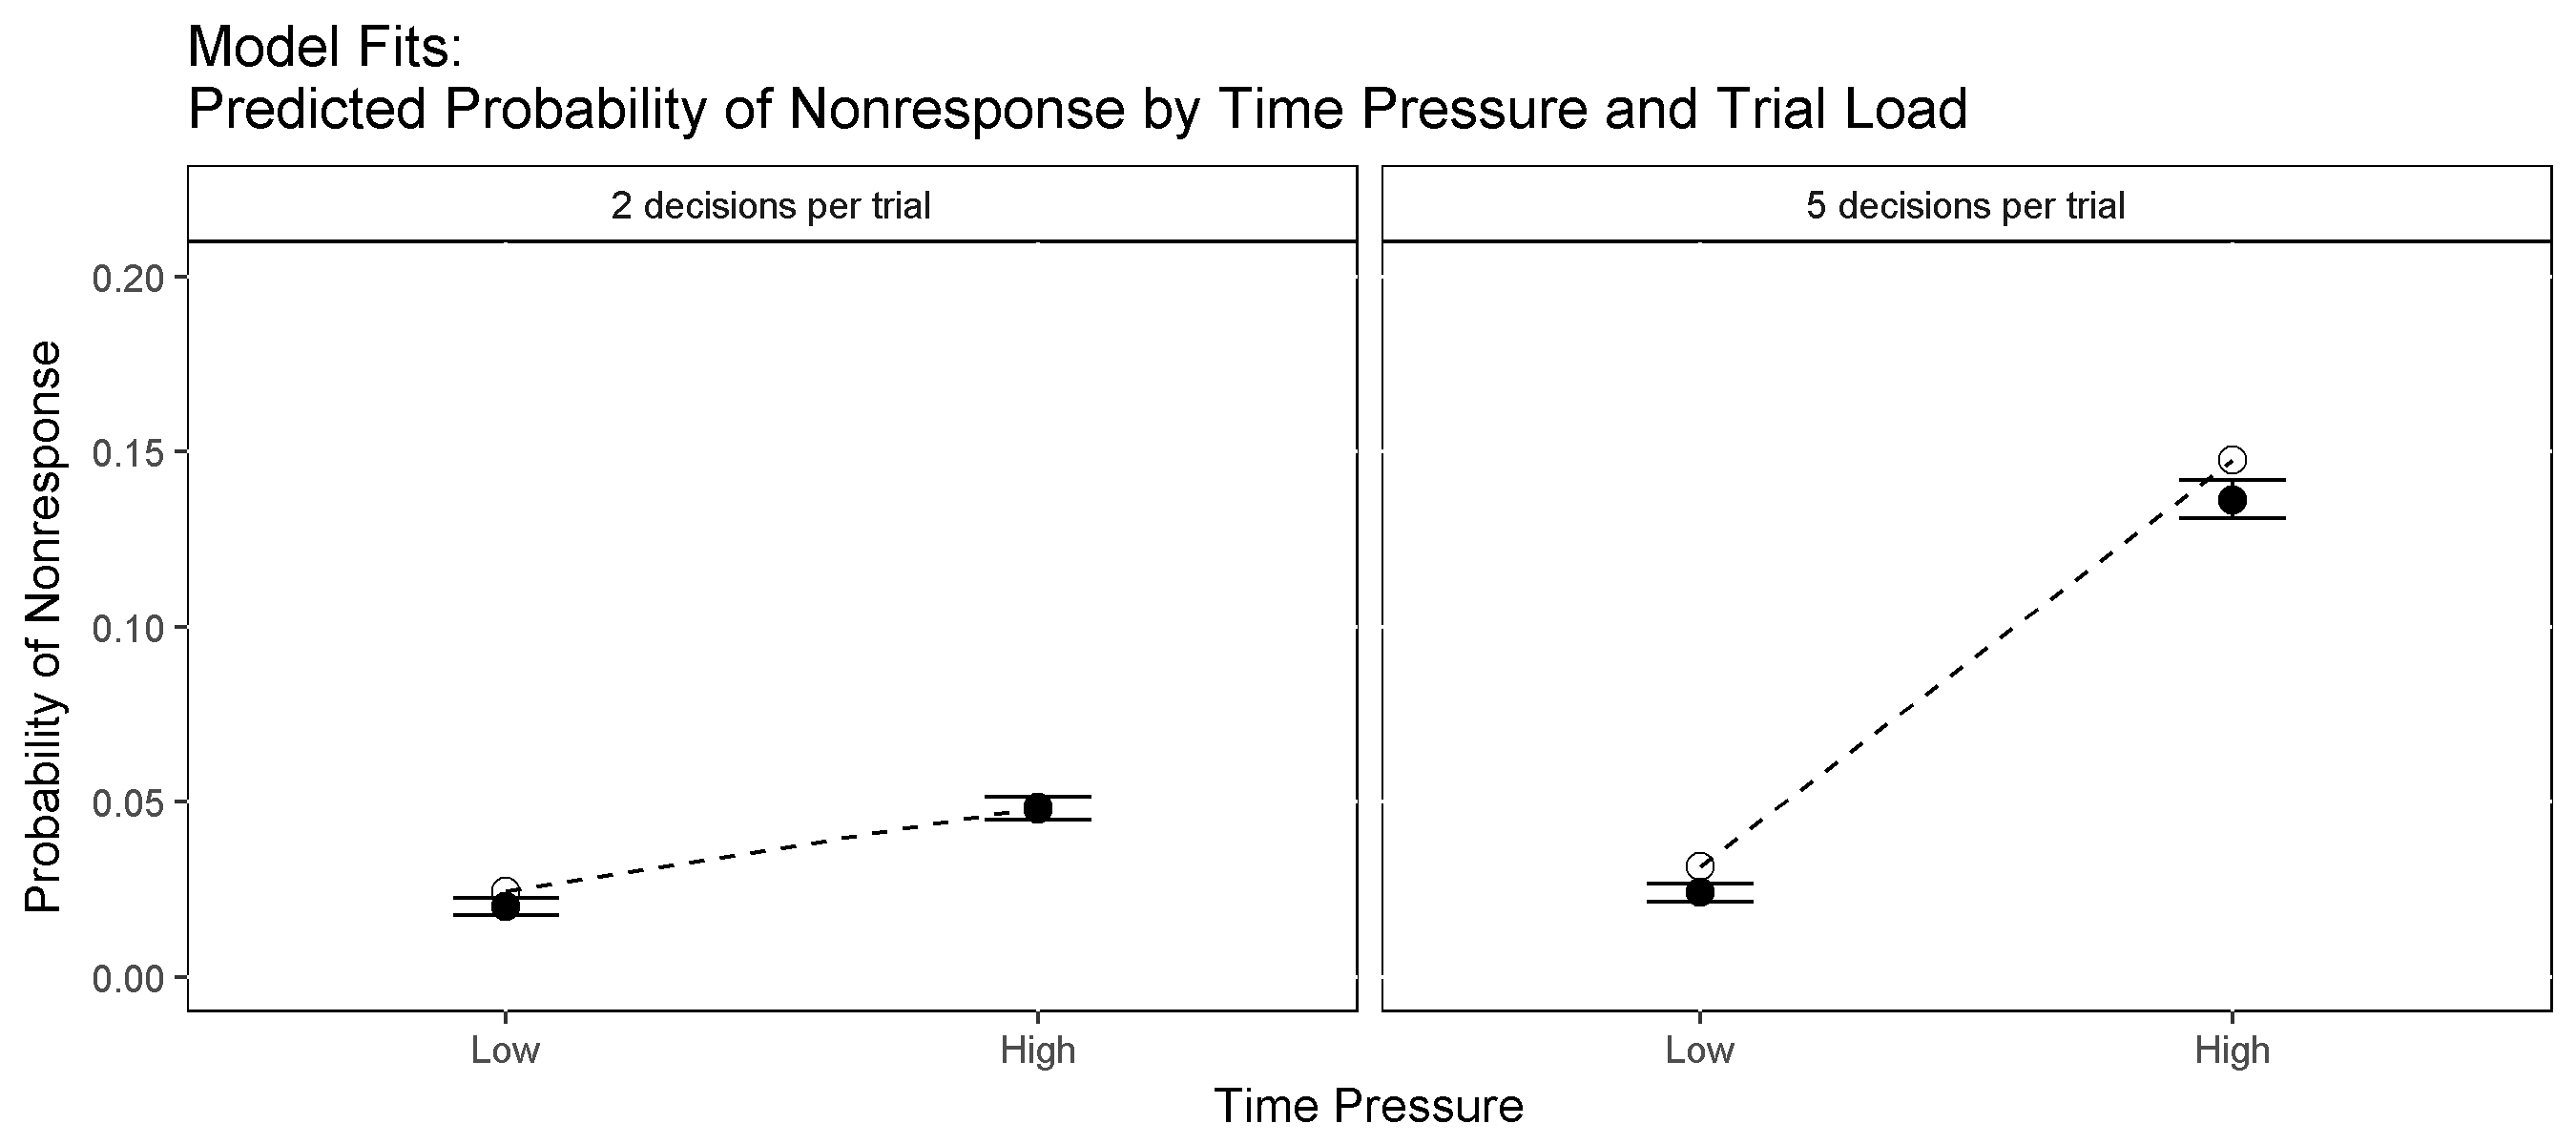 Model Fits:
Predicted Probability of Nonresponse by Time Pressure and Trial Load
2 decisions per trial
5 decisions per trial
Probability of Nonresponse
0.20
0.15
0.10
0.05
0.00
Low
High
Low
High
Time Pressure